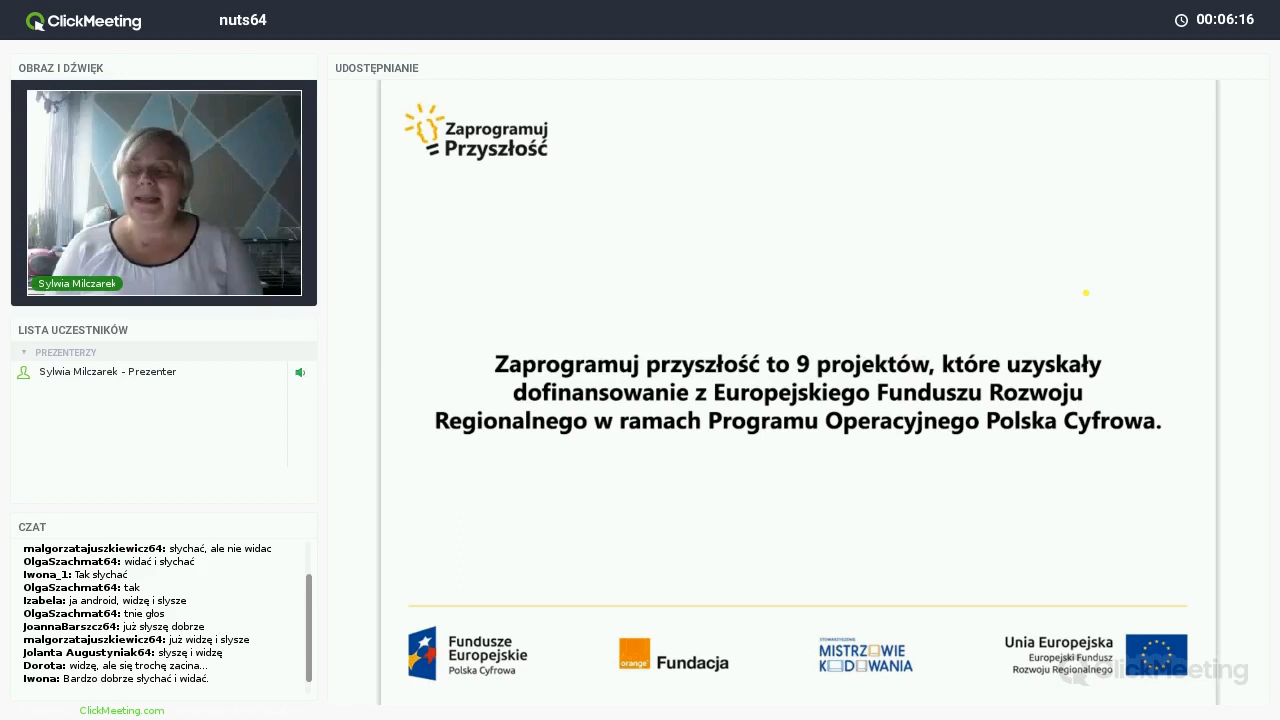 ClickMeeting
nuts64
00:06:16
OBRAZ I DŹWIĘK
Sylwia Milczarek
LISTA UCZESTNIKÓW
PREZENTERZY
Sylwia Milczarek - Prezenter
CZAT
malgorzatajuszkiewicz64: słychać, ale nie widac
OlgaSzachmat64: widać i słychać
Iwona_1: Tak słychać
OlgaSzachmat64: tak
Izabela: ja android, widzę i slysze
OlgaSzachmat64: tnie głos
JoannaBarszcz64: już słyszę dobrze
malgorzatajuszkiewicz64: już widzę i slysze
Jolanta Augustyniak64: słyszę i widzę
Dorota: widzę, ale się trochę zacina...
Iwona: Bardzo dobrze słychać i widać.
ClickMeeting.com
UDOSTĘPNIANIE
Zaprogramuj
Przyszłość
Zaprogramuj przyszłość to 9 projektów, które uzyskały
dofinansowanie z Europejskiego Funduszu Rozwoju
Regionalnego w ramach Programu Operacyjnego Polska Cyfrowa.
Fundusze
Europejskie
Polska Cyfrowa
orange
Fundacja
STOWARZYSZENIE
MISTRZOWIE
KODOWANIA
Unia Europejska
Europejski Fundusz
Rozwoju Regionalnego
ClickMeeting